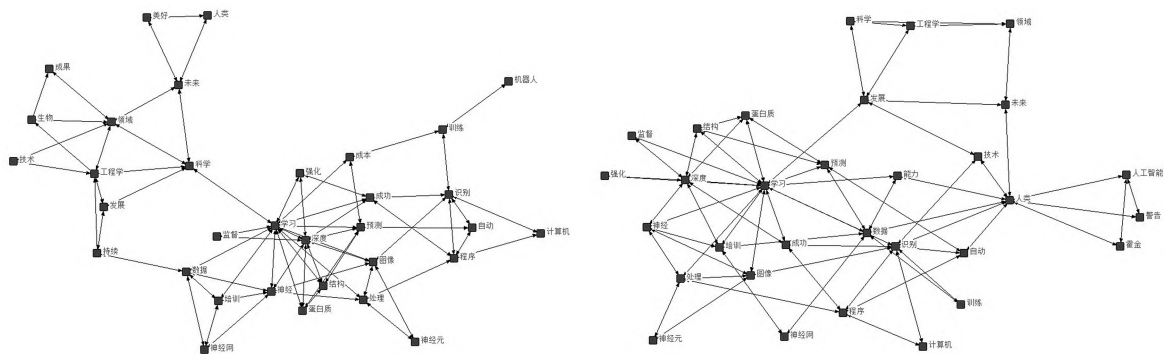 美好
人类
成果
未来
机器人
生物
领域
训练
技术
工程学
科学
成本
强化
成功
识别
发展
学习
预测
自动
监督
深度
计算机
持续
图像
程序
数据
结构
培训
神经
处理
蛋白质
神经网
神经元
科学
工程学
领域
发展
未来
蛋白质
结构
监督
预测
技术
强化
深度
学习
能力
人工智能
人类
神经
数据
警告
培训
成功
识别
自动
霍金
处理
图像
训练
程序
神经元
神经网
计算机